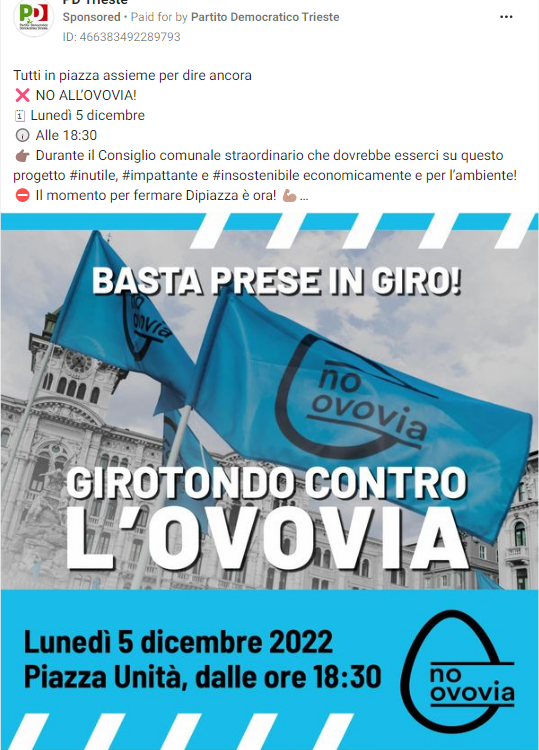 PD Trieste
Sponsored • Paid for by Partito Democratico Trieste
ID: 466383492289793
Tutti in piazza assieme per dire ancora
❌ NO ALL'OVOVIA!
🗓 Lunedì 5 dicembre
🕡 Alle 18:30
👉🏽 Durante il Consiglio comunale straordinario che dovrebbe esserci su questo
progetto #inutile, #impattante e #insostenibile economicamente e per l'ambiente!
⛔ Il momento per fermare Dipiazza è ora! 💪🏽 ...
BASTA PRESE IN GIRO!
no
ovovia
no
ovovia
GIROTONDO CONTRO
L'OVOVIA
Lunedì 5 dicembre 2022
Piazza Unità, dalle ore 18:30
no
ovovia